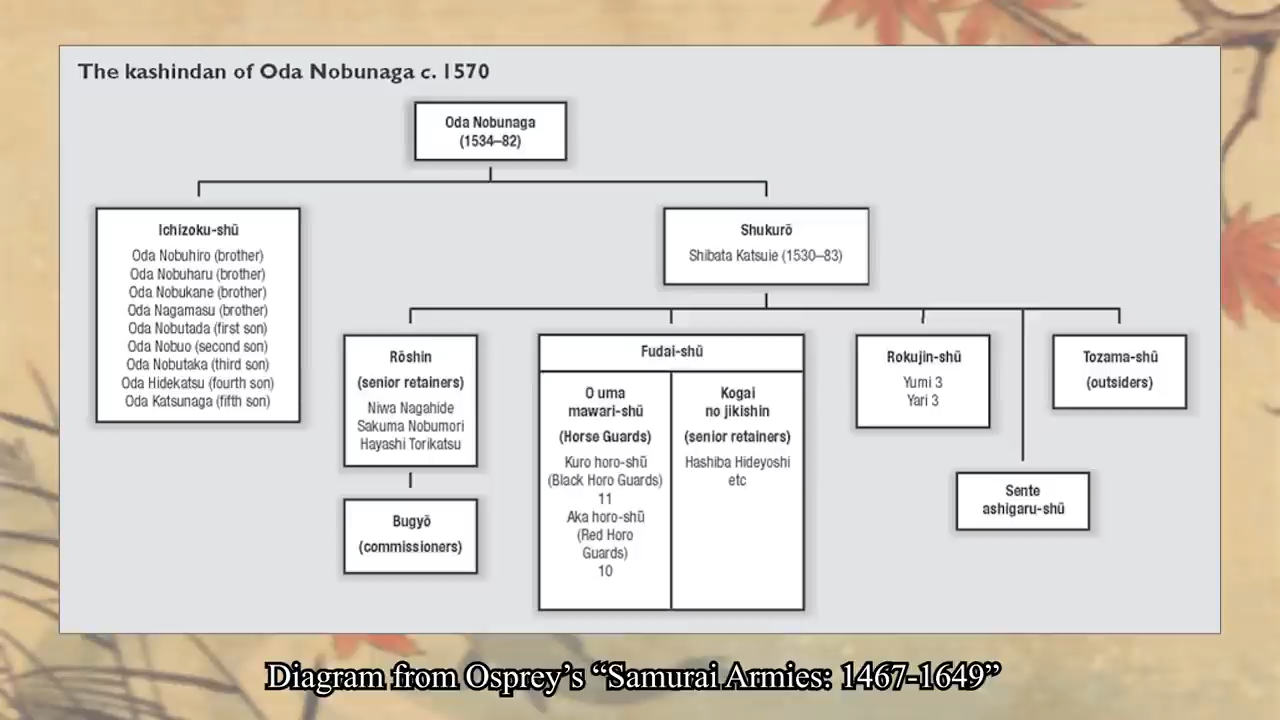 The kashindan of Oda Nobunaga c. 1570
Oda Nobunaga
(1534–82)
Ichizoku-shū
Oda Nobuhiro (brother)
Oda Nobuharu (brother)
Oda Nobukane (brother)
Oda Nagamasu (brother)
Oda Nobutada (first son)
Oda Nobuo (second son)
Oda Nobutaka (third son)
Oda Hidekatsu (fourth son)
Oda Katsunaga (fifth son)
Shukurō
Shibata Katsuie (1530–83)
Rōshin
(senior retainers)
Niwa Nagahide
Sakuma Nobumori
Hayashi Torikatsu
Bugyō
(commissioners)
Fudai-shū
O uma
mawari-shū
(Horse Guards)
Kuro horo-shū
(Black Horo Guards)
11
Aka horo-shū
(Red Horo
Guards)
10
Kogai
no jikishin
(senior retainers)
Hashiba Hideyoshi
etc
Rokujin-shū
Yumi 3
Yari 3
Sente
ashigaru-shū
Tozama-shū
(outsiders)
Diagram from Osprey's “Samurai Armies: 1467-1649”